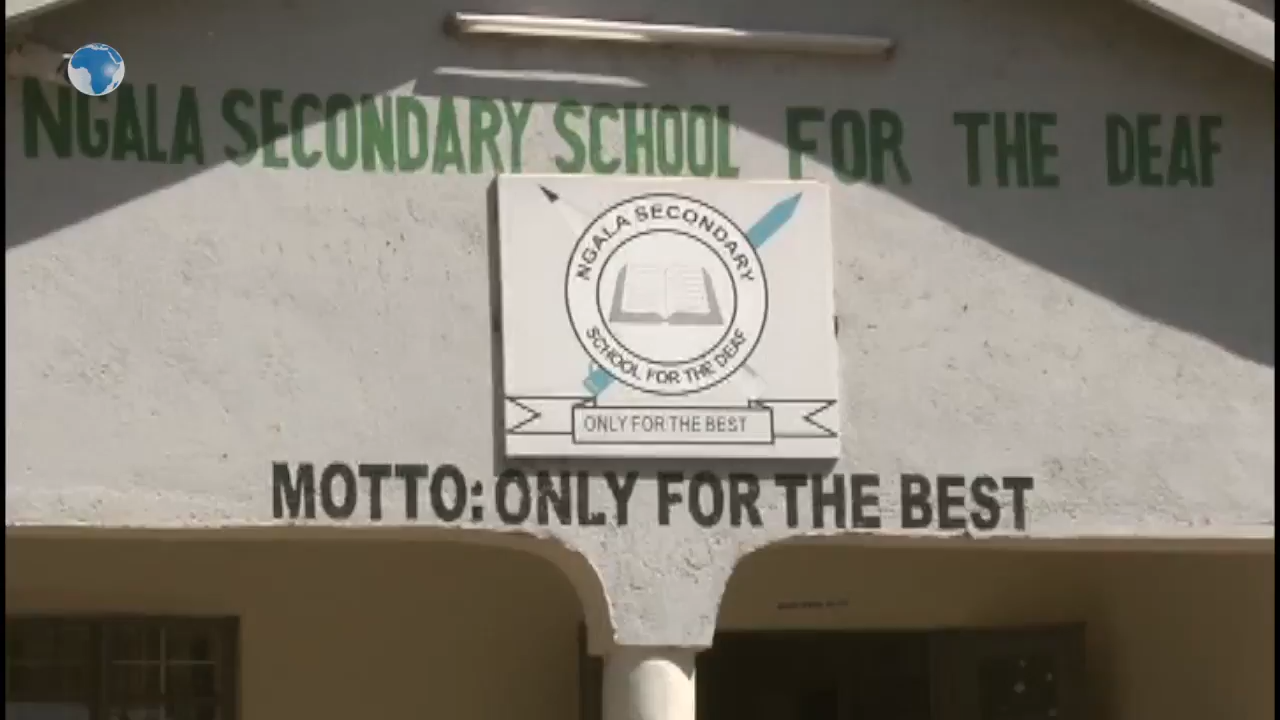 NGALA SECONDARY SCHOOL FOR THE DEAF
NGALA SECONDARY
SCHOOL FOR THE DEAF
ONLY FOR THE BEST
MOTTO: ONLY FOR THE BEST